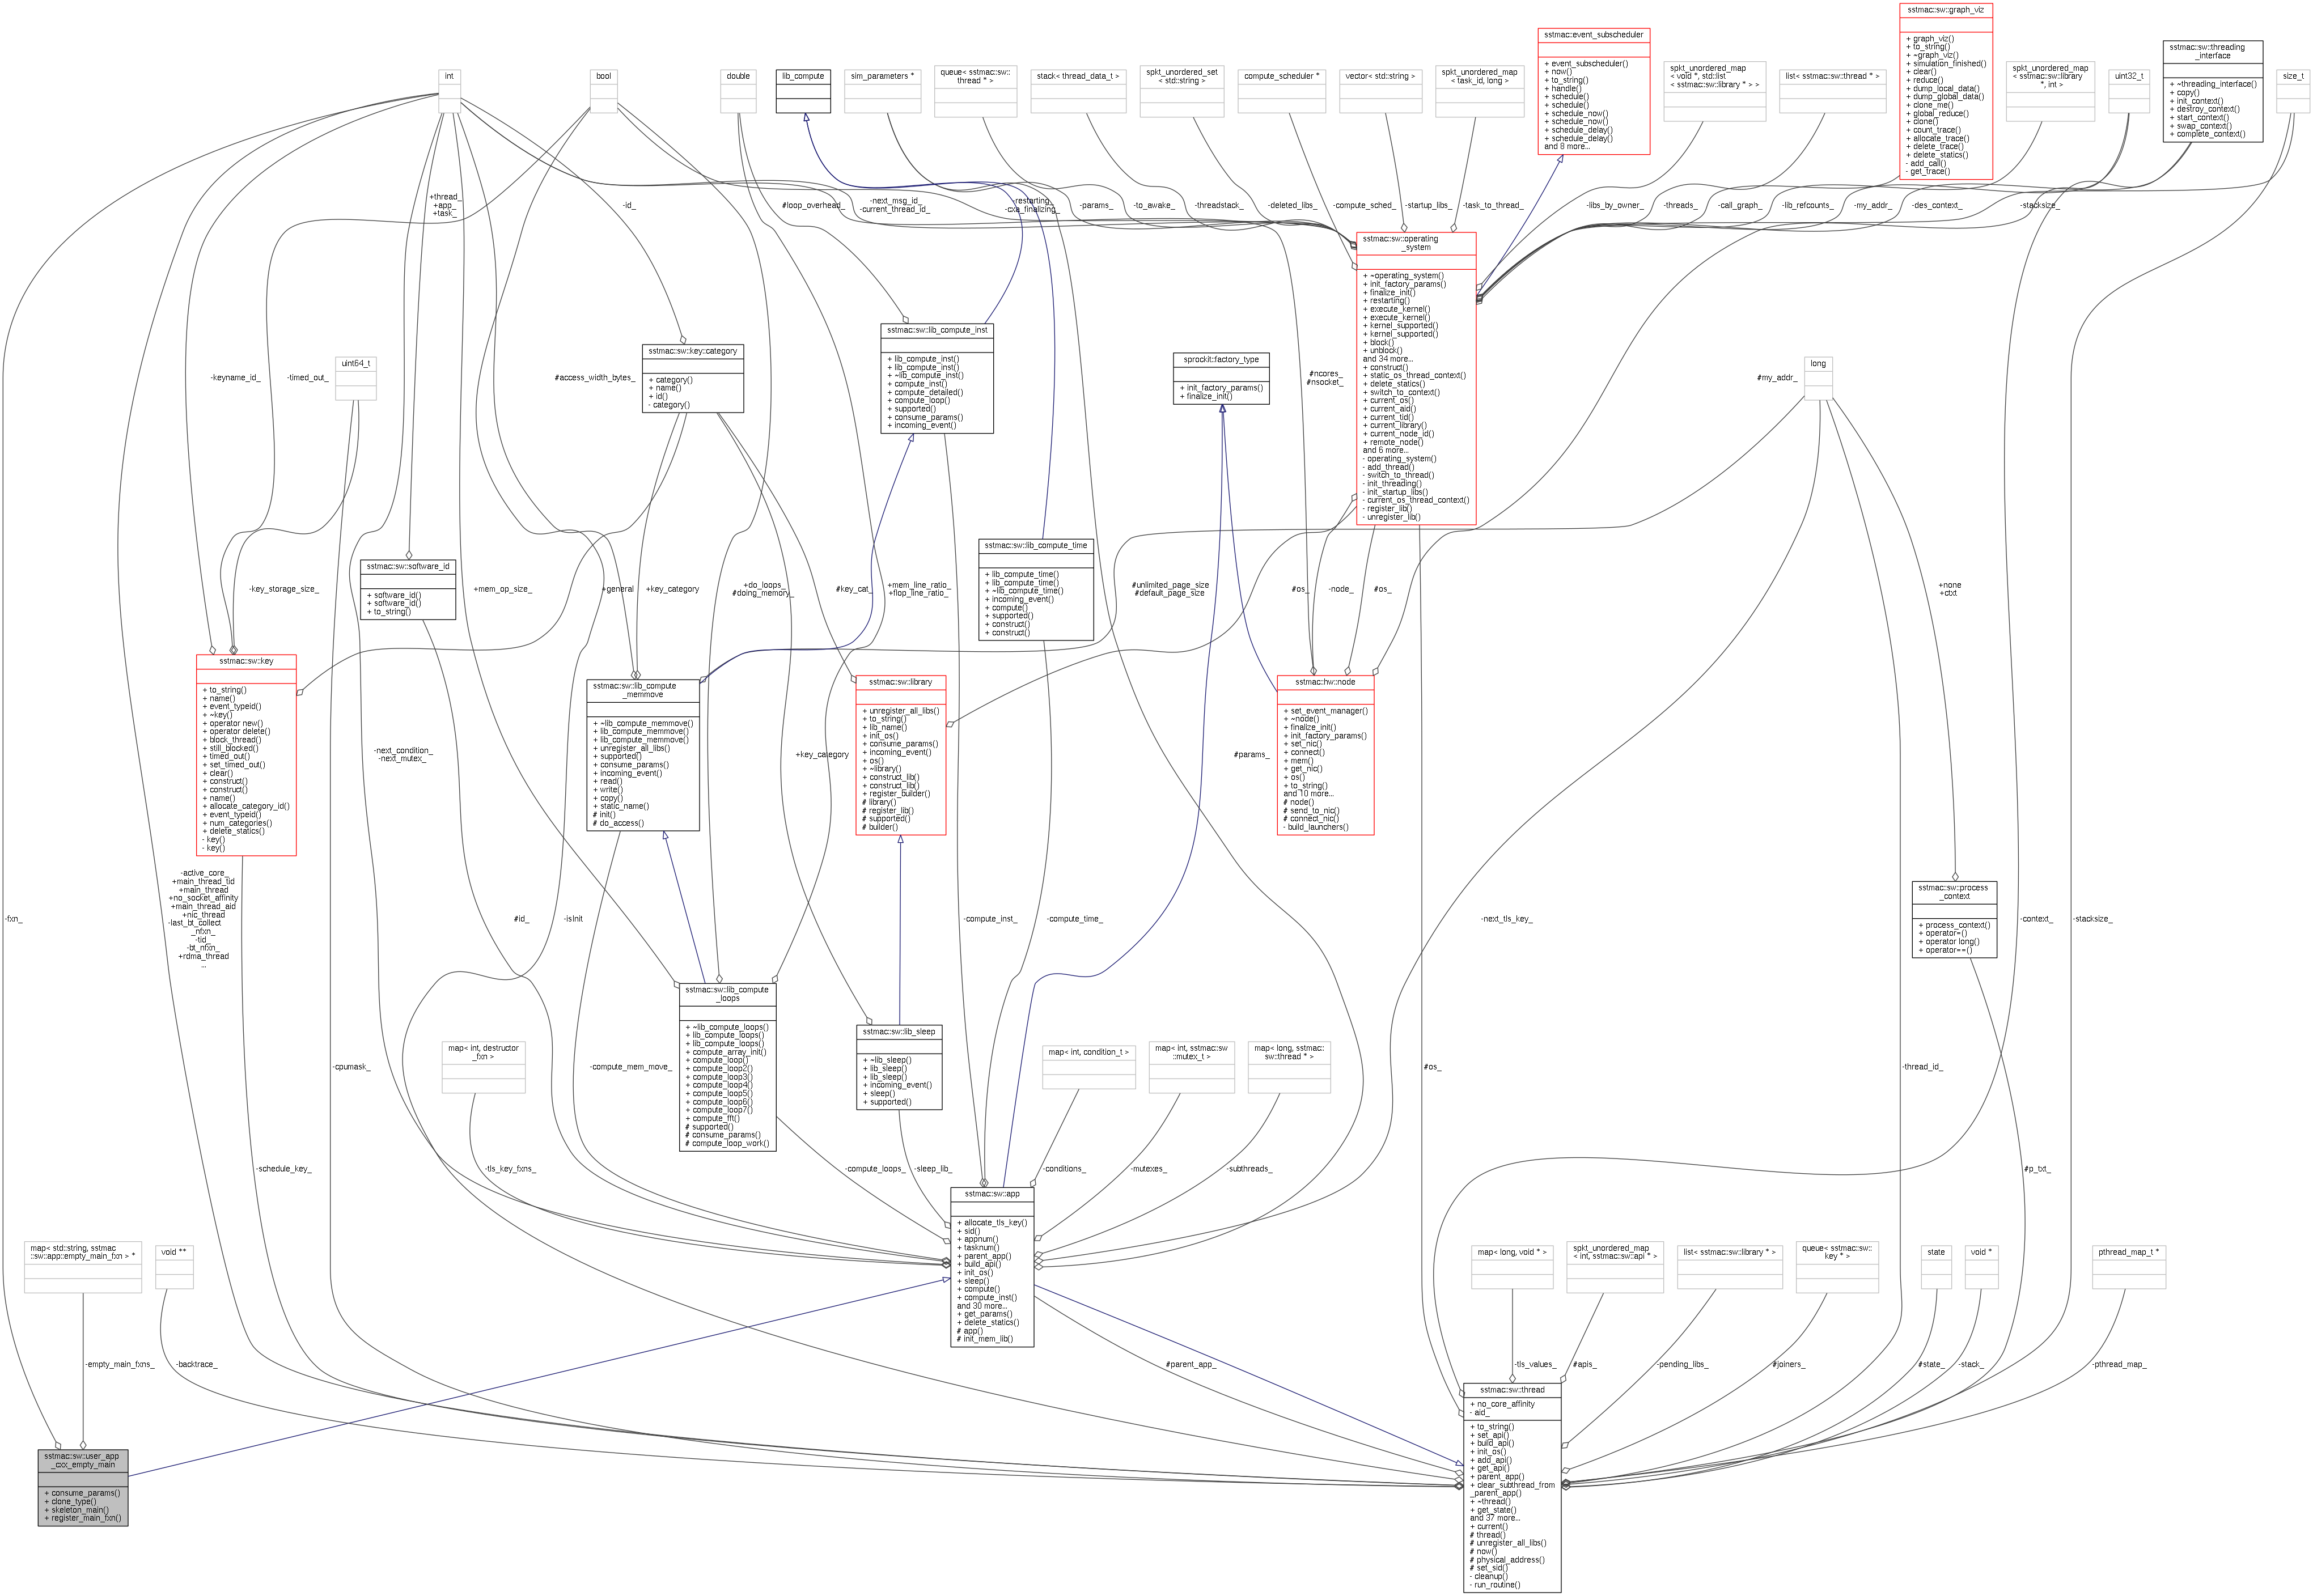 sstmac::sw::graph_viz
+ graph_viz()
+ to_string()
+ ~graph_viz()
+ simulation_finished()
+ clear()
+ reduce()
+ dump_local_data()
+ dump_global_data()
+ clone_me()
+ global_reduce()
+ clone()
+ count_trace()
+ allocate_trace()
+ delete_trace()
+ delete_statics()
- add_call()
- get_trace()
sstmac::event_subscheduler
+ event_subscheduler()
+ now()
+ to_string()
+ handle()
+ schedule()
+ schedule()
+ schedule_now()
+ schedule_now()
+ schedule_delay()
+ schedule_delay()
and 8 more...
sstmac::sw::threading
_interface
+ ~threading_interface()
+ copy()
+ init_context()
+ destroy_context()
+ start_context()
+ swap_context()
+ complete_context()
int
bool
double
lib_compute
sim_parameters *
queue< sstmac::sw::
thread * >
stack< thread_data_t >
spkt_unordered_set
< std::string >
compute_scheduler *
vector< std::string >
spkt_unordered_map
< task_id, long >
spkt_unordered_map
< void *, std::list
< sstmac::sw::library * > >
list< sstmac::sw::thread * >
spkt_unordered_map
< sstmac::sw::library
*, int >
uint32_t
size_t
+thread_
+app_
+task_
-id_
#loop_overhead_
-next_msg_id_
-current_thread_id_
-restarting_
-cxa_finalizing_
-params_
-to_awake_
-threadstack_
-deleted_libs_
-compute_sched_
-startup_libs_
-task_to_thread_
-libs_by_owner_
-threads_
-call_graph_
-lib_refcounts_
-my_addr_
-des_context_
-stacksize_
sstmac::sw::operating
_system
+ ~operating_system()
+ init_factory_params()
+ finalize_init()
+ restarting()
+ execute_kernel()
+ execute_kernel()
+ kernel_supported()
+ kernel_supported()
+ block()
+ unblock()
and 34 more...
+ construct()
+ static_os_thread_context()
+ delete_statics()
+ switch_to_context()
+ current_os()
+ current_aid()
+ current_tid()
+ current_library()
+ current_node_id()
+ remote_node()
and 6 more...
- operating_system()
- add_thread()
- switch_to_thread()
- init_threading()
- init_startup_libs()
- current_os_thread_context()
- register_lib()
- unregister_lib()
sstmac::sw::lib_compute_inst
+ lib_compute_inst()
+ lib_compute_inst()
+ ~lib_compute_inst()
+ compute_inst()
+ compute_detailed()
+ compute_loop()
+ supported()
+ consume_params()
+ incoming_event()
sstmac::sw::key::category
+ category()
+ name()
+ id()
- category()
sprockit::factory_type
+ init_factory_params()
+ finalize_init()
uint64_t
long
-keyname_id_
-timed_out_
#access_width_bytes_
#ncores_
#nsocket_
#my_addr_
sstmac::sw::lib_compute_time
+ lib_compute_time()
+ lib_compute_time()
+ ~lib_compute_time()
+ incoming_event()
+ compute()
+ supported()
+ construct()
+ construct()
sstmac::sw::software_id
+ software_id()
+ software_id()
+ to_string()
-key_storage_size_
+mem_op_size_
+general
+key_category
+do_loops_
#doing_memory_
#key_cat_
+mem_line_ratio_
+flop_line_ratio_
#unlimited_page_size
#default_page_size
#os_
-node_
#os_
+none
+ctxt
sstmac::sw::key
+ to_string()
+ name()
+ event_typeid()
+ ~key()
+ operator new()
+ operator delete()
+ block_thread()
+ still_blocked()
+ timed_out()
+ set_timed_out()
+ clear()
+ construct()
+ construct()
+ name()
+ allocate_category_id()
+ event_typeid()
+ num_categories()
+ delete_statics()
- key()
- key()
sstmac::sw::lib_compute
_memmove
+ ~lib_compute_memmove()
+ lib_compute_memmove()
+ lib_compute_memmove()
+ unregister_all_libs()
+ supported()
+ consume_params()
+ incoming_event()
+ read()
+ write()
+ copy()
+ static_name()
# init()
# do_access()
sstmac::sw::library
+ unregister_all_libs()
+ to_string()
+ lib_name()
+ init_os()
+ consume_params()
+ incoming_event()
+ os()
+ ~library()
+ construct_lib()
+ construct_lib()
+ register_builder()
# library()
# register_lib()
# supported()
# builder()
sstmac::hw::node
+ set_event_manager()
+ ~node()
+ finalize_init()
+ init_factory_params()
+ set_nic()
+ connect()
+ mem()
+ get_nic()
+ os()
+ to_string()
and 10 more...
# node()
# send_to_nic()
# connect_nic()
- build_launchers()
-next_condition_
-next_mutex_
+key_category
#params_
sstmac::sw::process
_context
+ process_context()
+ operator=()
+ operator long()
+ operator==()
-fxn_
-active_core_
+main_thread_tid
+main_thread
+no_socket_affinity
+main_thread_aid
+nic_thread
-last_bt_collect
_nfxn_
-tid_
-bt_nfxn_
+rdma_thread
...
#id_
-isInit
-compute_inst_
-compute_time_
-next_tls_key_
-context_
-stacksize_
sstmac::sw::lib_compute
_loops
+ ~lib_compute_loops()
+ lib_compute_loops()
+ lib_compute_loops()
+ compute_array_init()
+ compute_loop()
+ compute_loop2()
+ compute_loop3()
+ compute_loop4()
+ compute_loop5()
+ compute_loop6()
+ compute_loop7()
+ compute_fft()
# supported()
# consume_params()
# compute_loop_work()
sstmac::sw::lib_sleep
+ ~lib_sleep()
+ lib_sleep()
+ lib_sleep()
+ incoming_event()
+ sleep()
+ supported()
map< int, destructor
_fxn >
map< int, condition_t >
map< int, sstmac::sw
::mutex_t >
map< long, sstmac::
sw::thread * >
-cpumask_
-compute_mem_move_
#os_
-thread_id_
-schedule_key_
-tls_key_fxns_
-compute_loops_
-sleep_lib_
-conditions_
-mutexes_
-subthreads_
#p_txt_
sstmac::sw::app
+ allocate_tls_key()
+ sid()
+ appnum()
+ tasknum()
+ parent_app()
+ build_api()
+ init_os()
+ sleep()
+ compute()
+ compute_inst()
and 30 more...
+ get_params()
+ delete_statics()
# app()
# init_mem_lib()
map< std::string, sstmac
::sw::app::empty_main_fxn > *
void **
map< long, void * >
spkt_unordered_map
< int, sstmac::sw::api * >
list< sstmac::sw::library * >
queue< sstmac::sw::
key * >
state
void *
pthread_map_t *
-empty_main_fxns_
-backtrace_
#parent_app_
-tls_values_
#apis_
-pending_libs_
#joiners_
#state_
-stack_
-pthread_map_
sstmac::sw::user_app
_cxx_empty_main
+ consume_params()
+ clone_type()
+ skeleton_main()
+ register_main_fxn()
sstmac::sw::thread
+ no_core_affinity
- aid_
+ to_string()
+ set_api()
+ build_api()
+ init_os()
+ add_api()
+ get_api()
+ parent_app()
+ clear_subthread_from
_parent_app()
+ ~thread()
+ get_state()
and 37 more...
+ current()
# thread()
# unregister_all_libs()
# now()
# physical_address()
# set_sid()
- cleanup()
- run_routine()